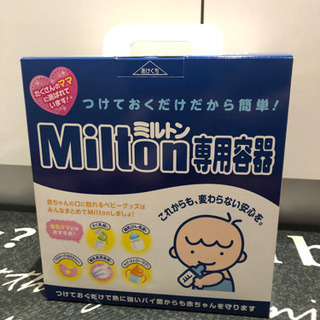 あけくち
たくさんのママ
に選ばれて
います!
つけておくだけだから簡単!
ミルトン
Milton専用容器
赤ちゃんの口に触れるベビーグッズは
みんなまとめてMiltonしましょ!
これからも、変わらない安心を。
つけておくだけで熱に強いバイ菌からも赤ちゃんを守ります